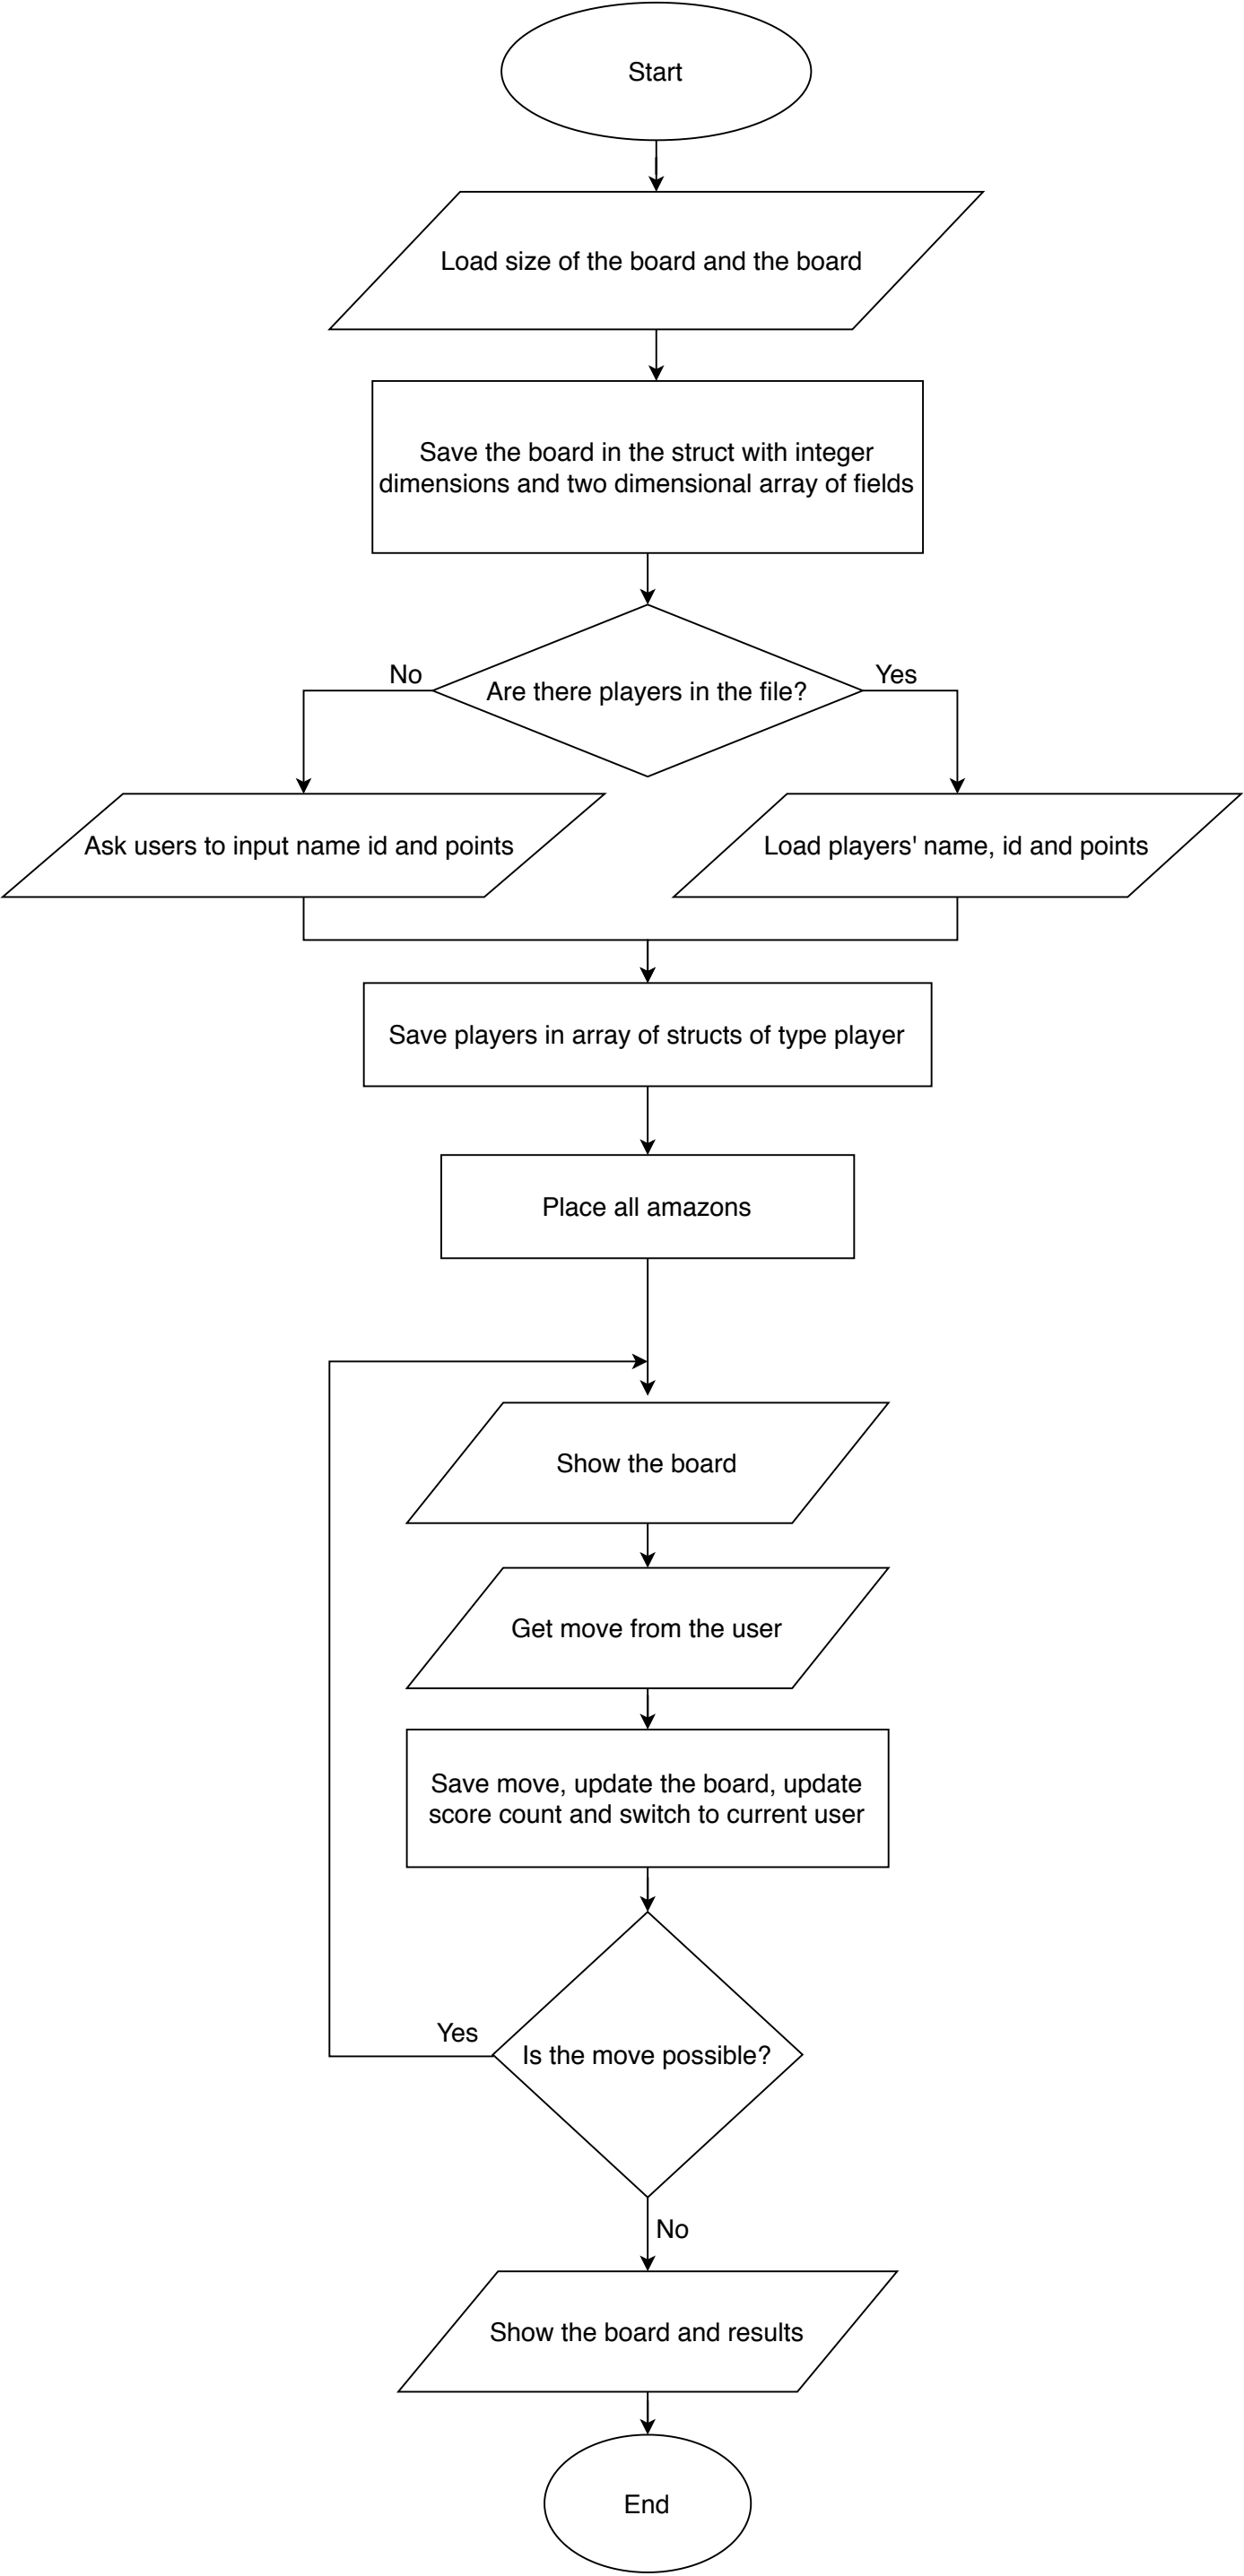 Start
Load size of the board and the board
Save the board in the struct with integer
dimensions and two dimensional array of fields
Are there players in the file?
No
Yes
Ask users to input name id and points
Load players' name, id and points
Save players in array of structs of type player
Place all amazons
Show the board
Get move from the user
Save move, update the board, update
score count and switch to current user
Is the move possible?
Yes
No
Show the board and results
End